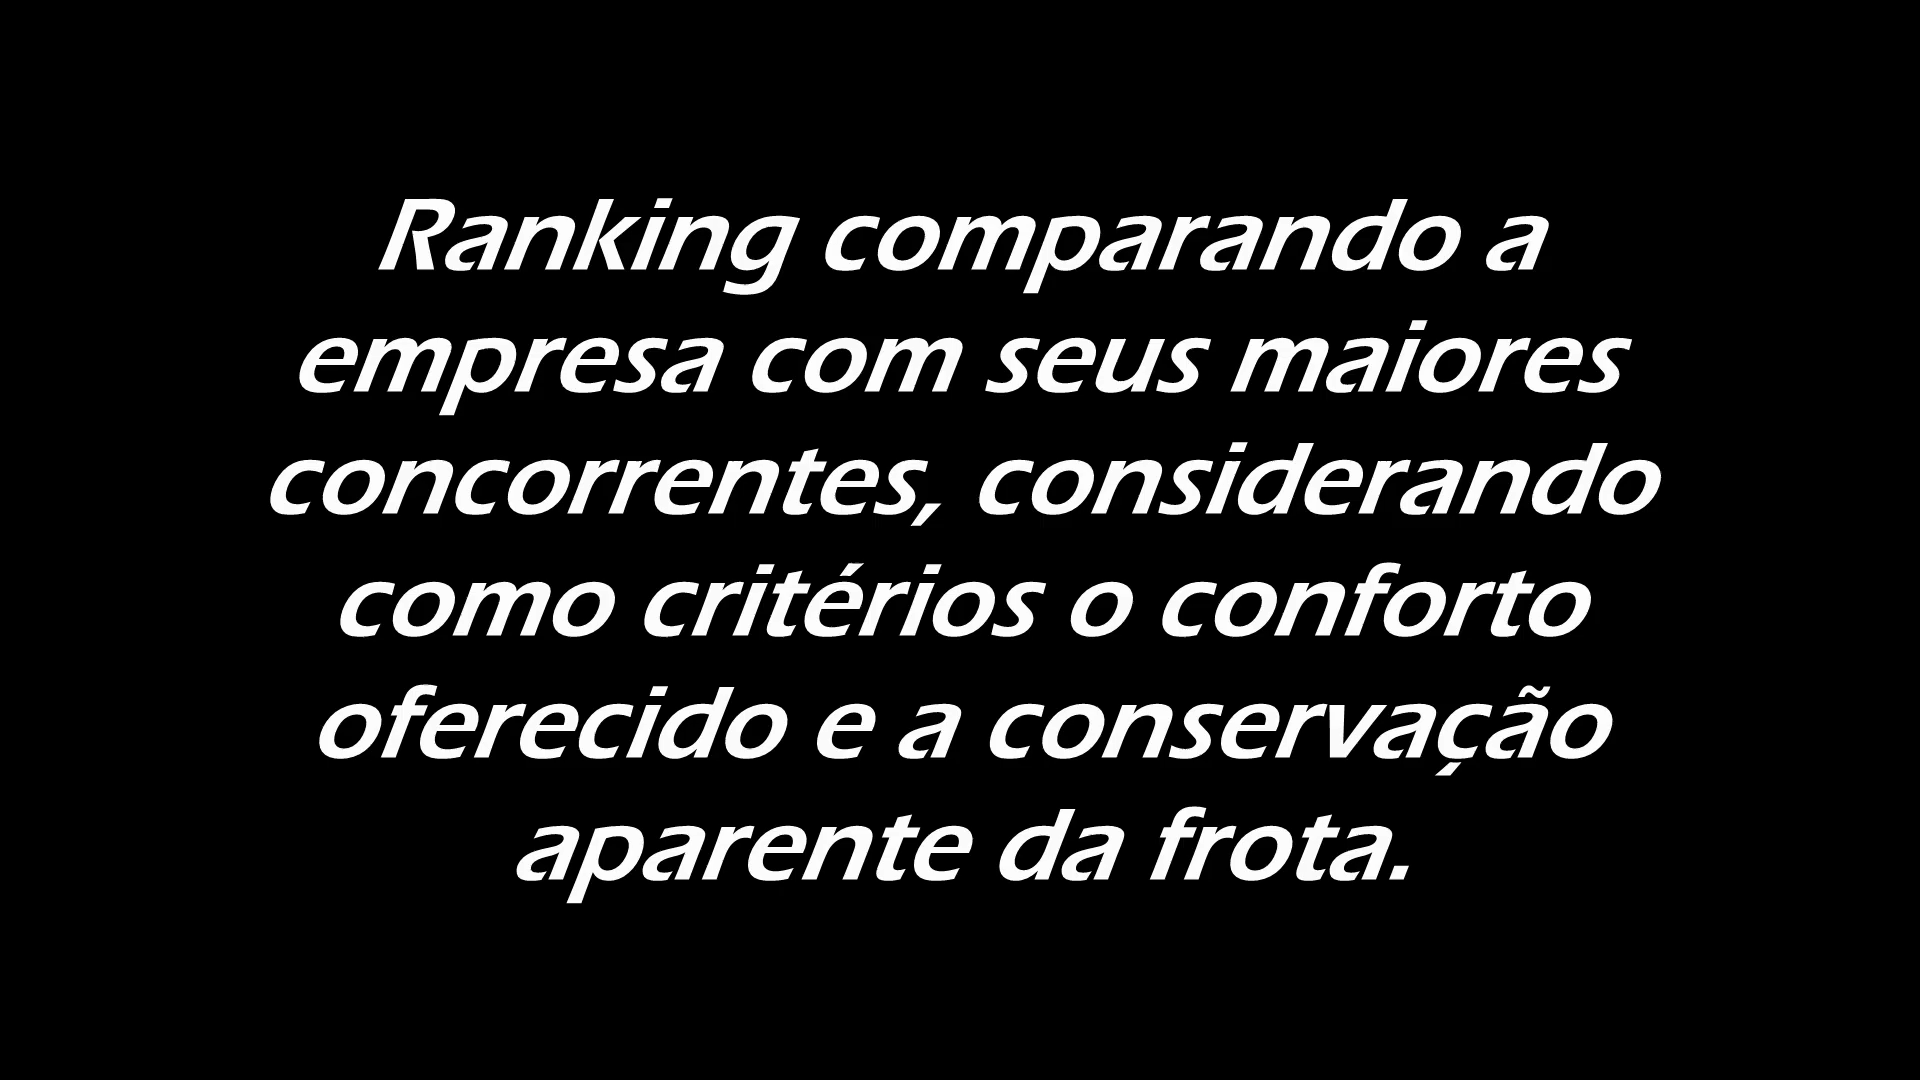 Ranking comparando a
empresa com seus maiores
concorrentes, considerando
como critérios o conforto
oferecido e a conservação
aparente da frota.